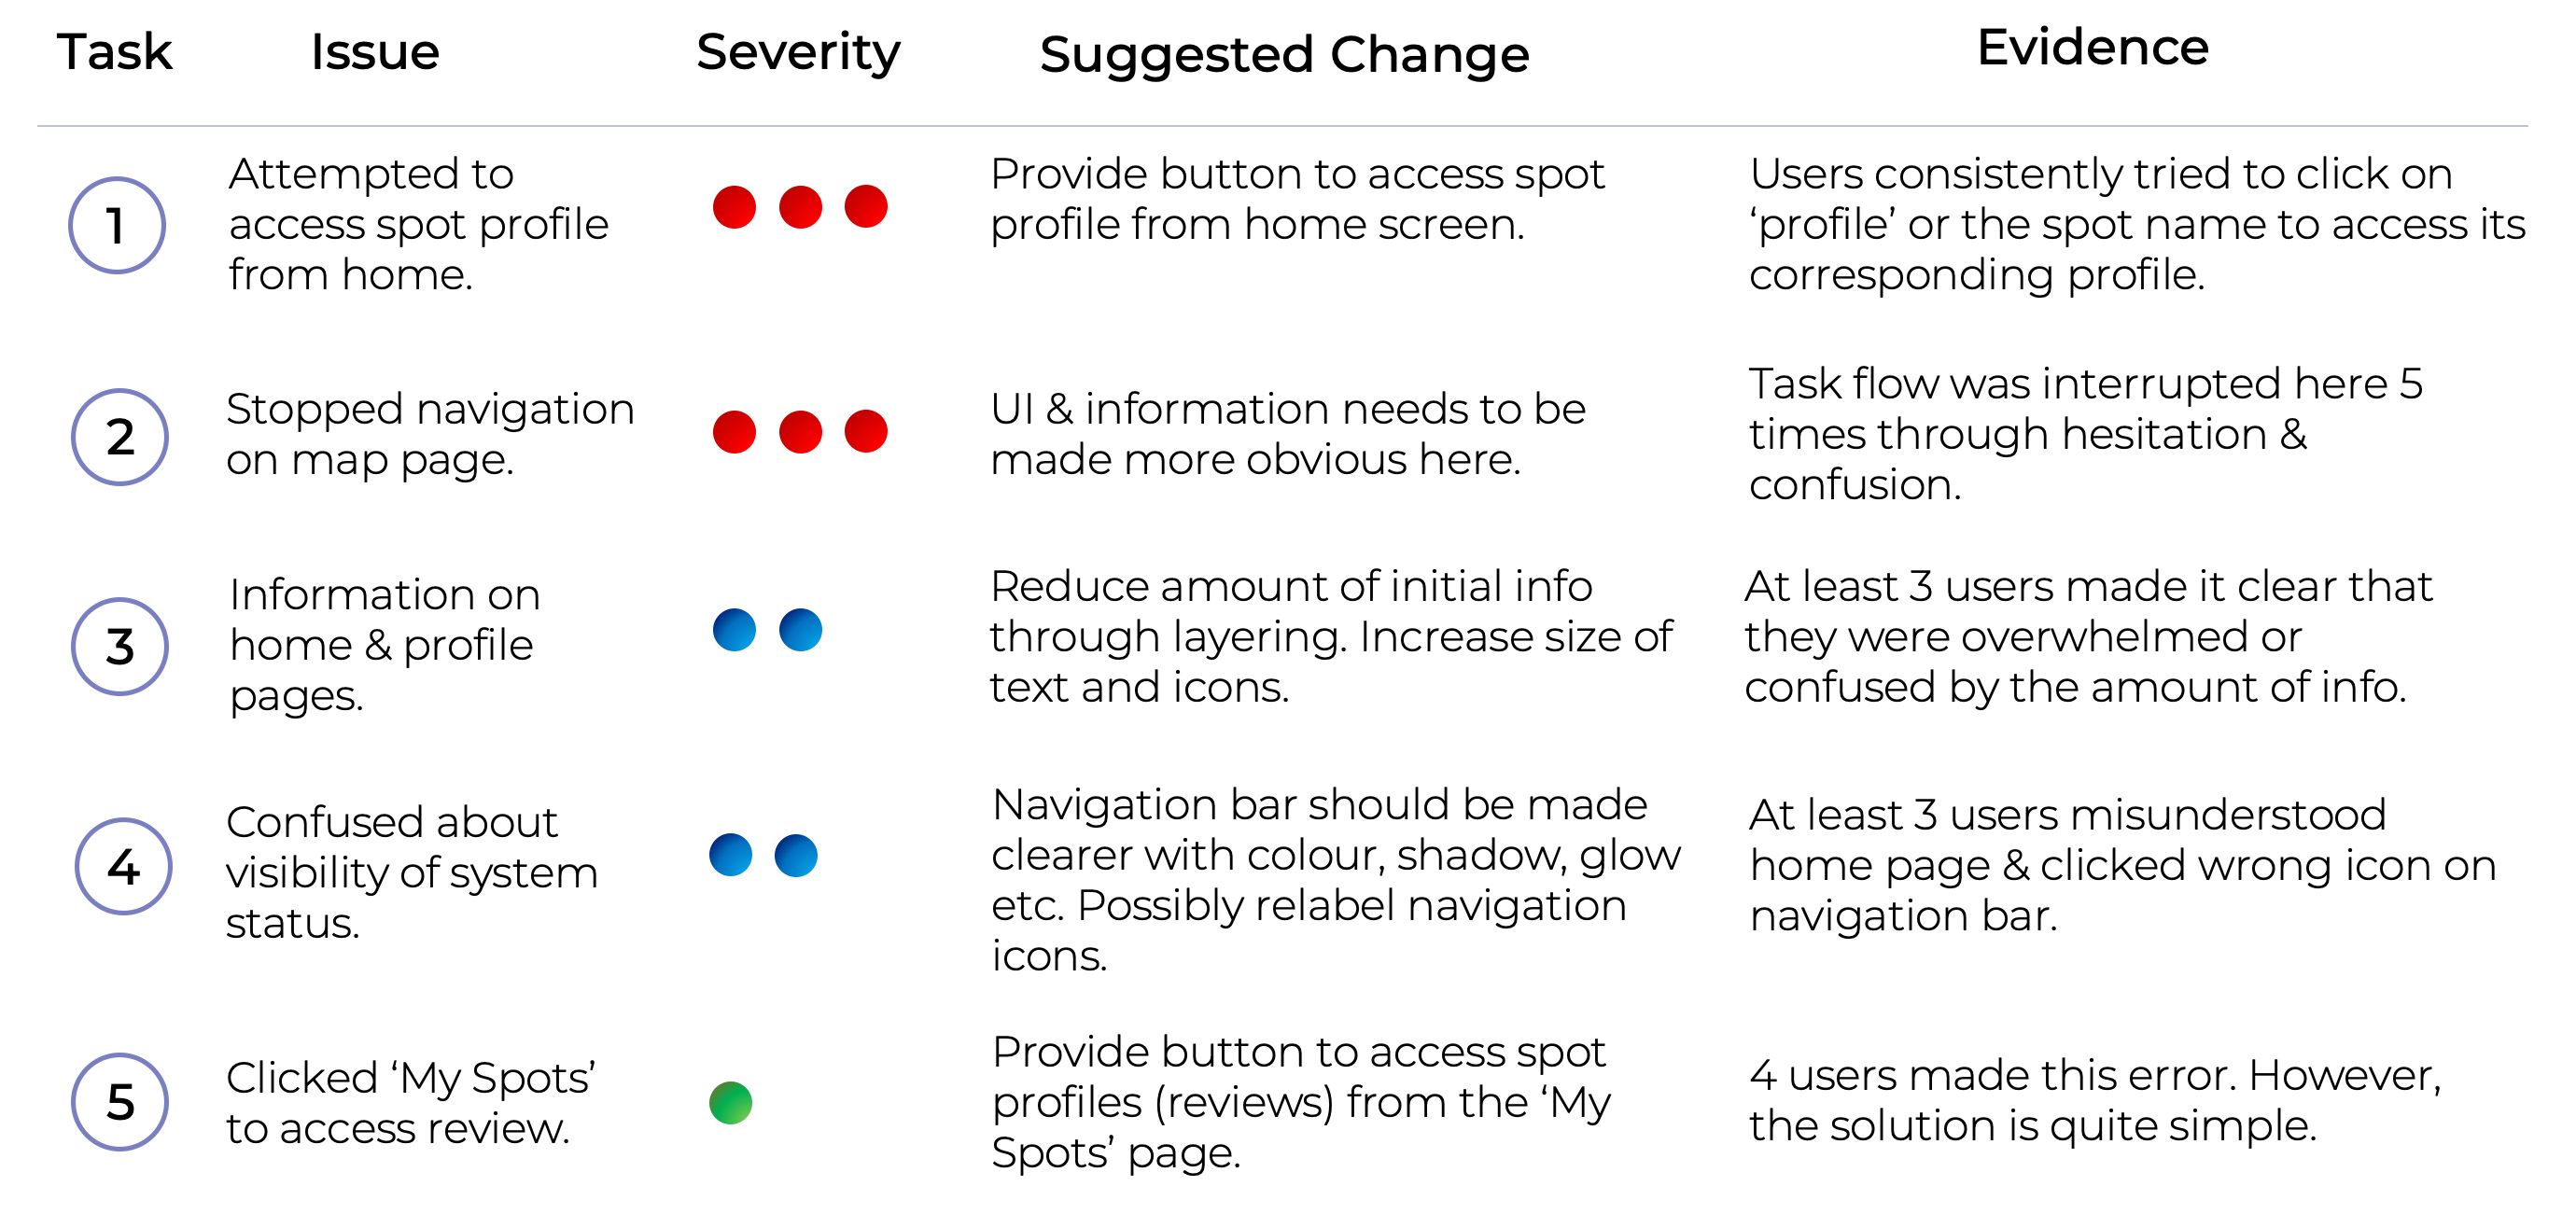 Task Issue Severity Suggested Change Evidence
1
Attempted to
access spot profile
from home.
Provide button to access spot
profile from home screen.
Users consistently tried to click on
‘profile’ or the spot name to access its
corresponding profile.
2
Stopped navigation
on map page.
UI & information needs to be
made more obvious here.
Task flow was interrupted here 5
times through hesitation &
confusion.
3
Information on
home & profile
pages.
Reduce amount of initial info
through layering. Increase size of
text and icons.
At least 3 users made it clear that
they were overwhelmed or
confused by the amount of info.
4
Confused about
visibility of system
status.
Navigation bar should be made
clearer with colour, shadow, glow
etc. Possibly relabel navigation
icons.
At least 3 users misunderstood
home page & clicked wrong icon on
navigation bar.
5
Clicked ‘My Spots’
to access review.
Provide button to access spot
profiles (reviews) from the ‘My
Spots’ page.
4 users made this error. However,
the solution is quite simple.